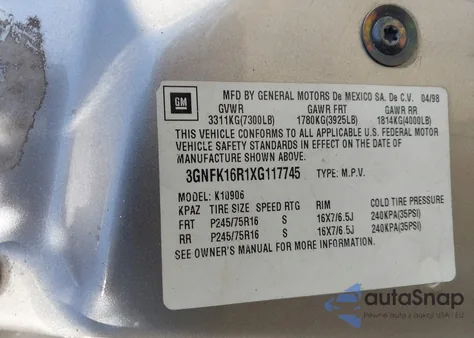 GM
MFD BY GENERAL MOTORS De MEXICO SA. De C.V. 04/98
GVWR GAWR FRT GAWR RR
3311KG(7300LB) 1780KG(3925LB) 1814KG(4000LB)
THIS VEHICLE CONFORMS TO ALL APPLICABLE U.S. FEDERAL MOTOR
VEHICLE SAFETY STANDARDS IN EFFECT ON THE DATE OF
MANUFACTURE SHOWN ABOVE.
3GNFK16R1XG117745 TYPE: M.P.V.
MODEL: K10906
KPAZ TIRE SIZE SPEED RTG RIM COLD TIRE PRESSURE
FRT P245/75R16 S 16X7/6.5J 240KPA(35PSI)
RR P245/75R16 S 16X7/6.5J 240KPA(35PSI)
SEE OWNER'S MANUAL FOR MORE INFORMATION.
autoSnap